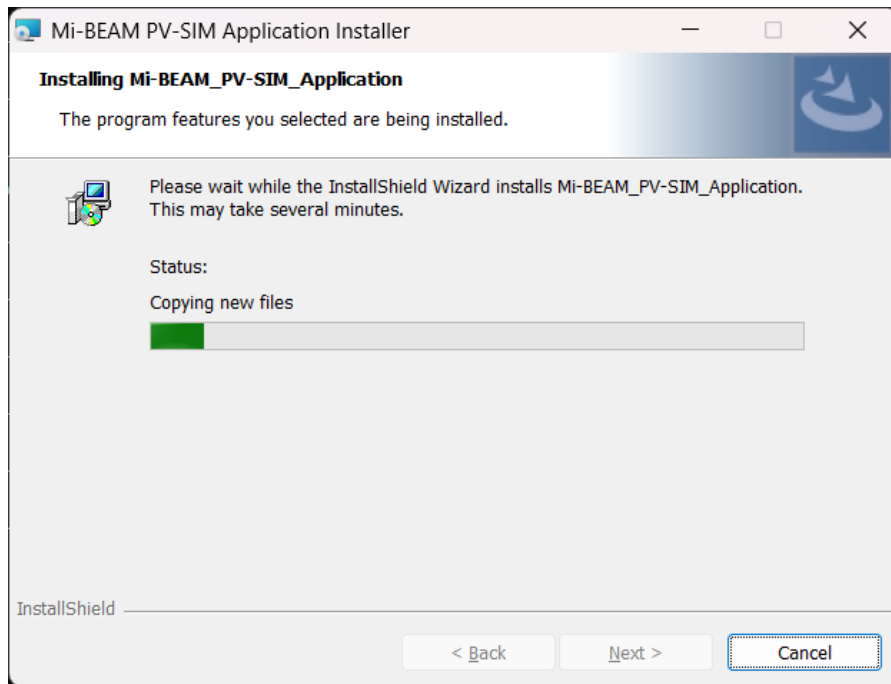 Mi-BEAM PV-SIM Application Installer
Installing Mi-BEAM_PV-SIM_Application
The program features you selected are being installed.
Please wait while the InstallShield Wizard installs Mi-BEAM_PV-SIM_Application.
This may take several minutes.
Status:
Copying new files
InstallShield
< Back
Next >
Cancel